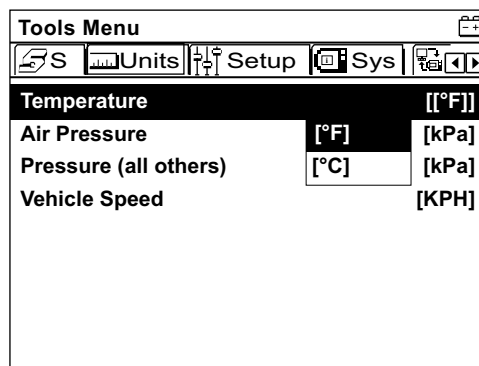 Tools Menu
S Units Setup Sys
Temperature [[°F]]
Air Pressure [°F] [kPa]
Pressure (all others) [°C] [kPa]
Vehicle Speed [KPH]